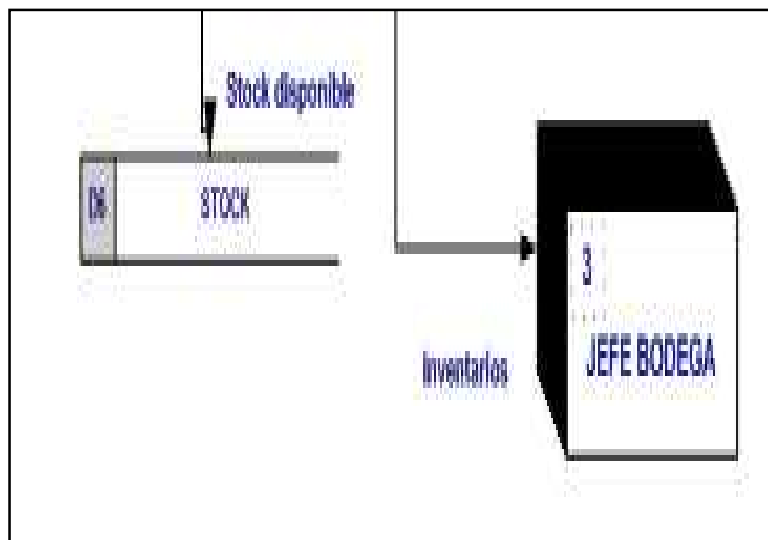 Stock disponible
D6
STOCK
3
JEFE BODEGA
Inventarios